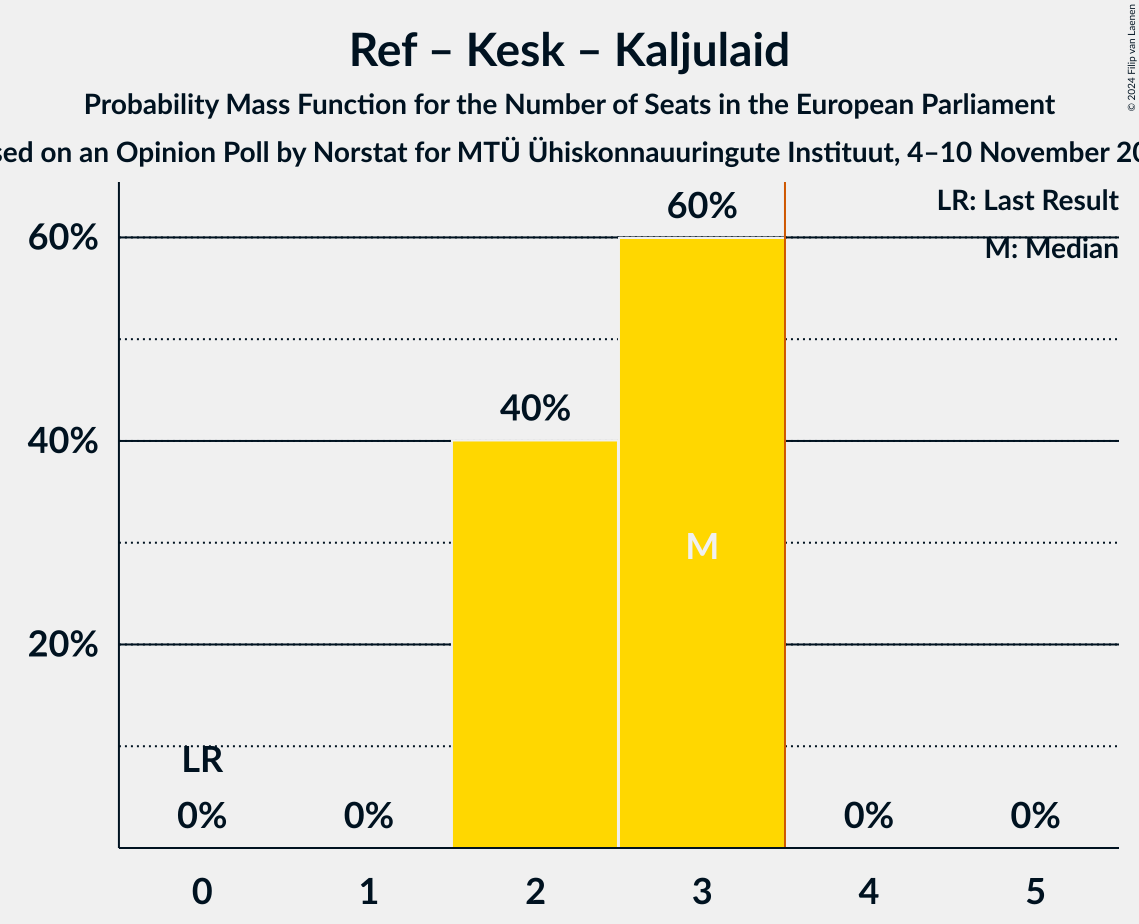 Ref – Kesk – Kaljulaid
Probability Mass Function for the Number of Seats in the European Parliament
on an Opinion Poll by Norstat for MTÜ Ühiskonnauuringute Instituut, 4–10 November
© 2024 Filip van Laenen
LR: Last Result
M: Median
60%
40%
20%
60%
40%
M
LR
0%
0%
0%
0%
0
1
2
3
4
5